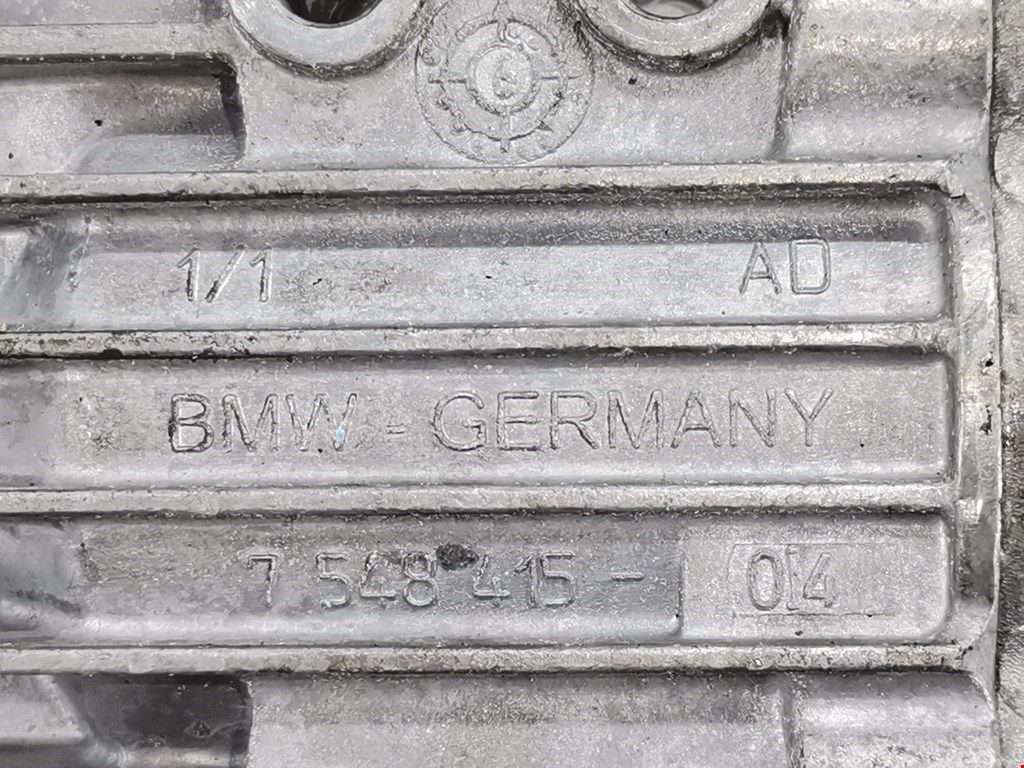 1/1 AD
BMW - GERMANY
7 548 415 - 04